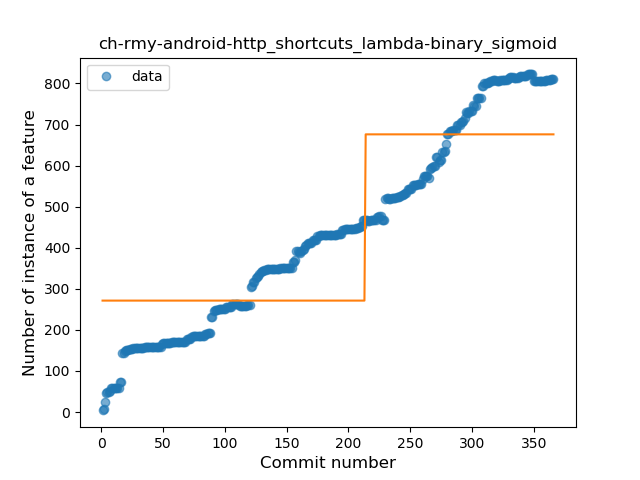 ch-rmy-android-http_shortcuts_lambda-binary_sigmoid
data
Number of instance of a feature
800
700
600
500
400
300
200
100
0
0 50 100 150 200 250 300 350
Commit number